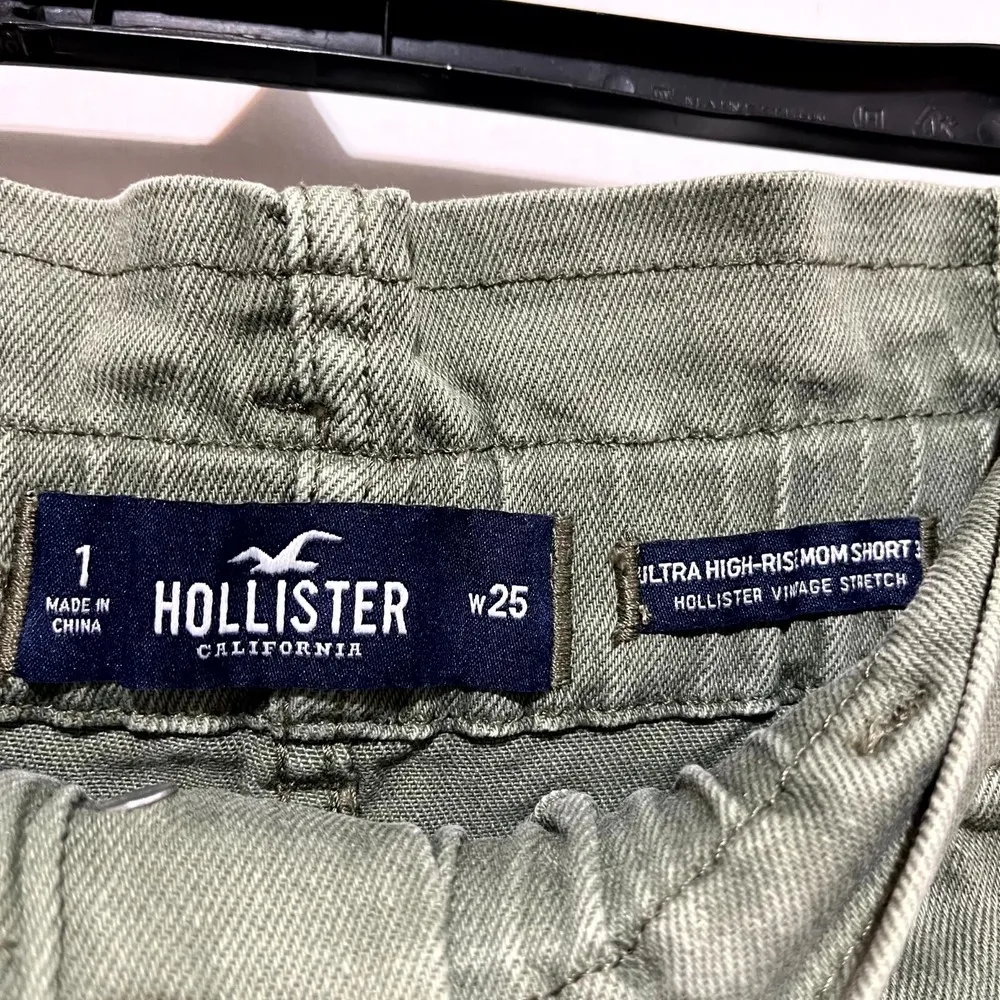 1
MADE IN
CHINA
HOLLISTER
CALIFORNIA
W25
ULTRA HIGH-RISE MOM SHORT
HOLLISTER VINTAGE STRETCH